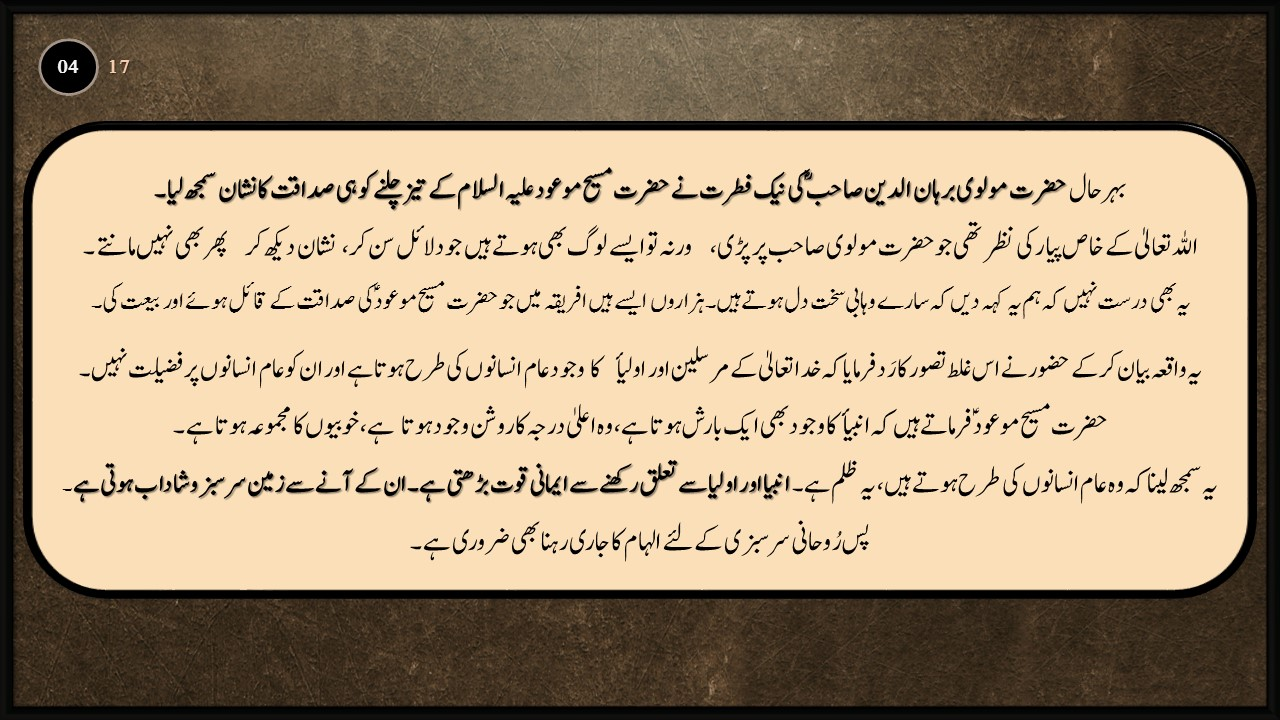 04 17
بہر حال حضرت مولوی برہان الدین صاحبؓ کی نیک فطرت نے حضرت مسیح موعود علیہ السلام کے تیز چلنے کو ہی صداقت کا نشان سمجھ لیا۔
اللہ تعالیٰ کے خاص پیار کی نظر تھی جو حضرت مولوی صاحب پر پڑی، ورنہ تو ایسے لوگ بھی ہوتے ہیں جو دلائل سن کر، نشان دیکھ کر پھر بھی نہیں مانتے۔
یہ بھی درست نہیں کہ ہم یہ کہہ دیں کہ سارے وہابی سخت دل ہوتے ہیں۔ ہزاروں ایسے ہیں افریقہ میں جو حضرت مسیح موعودؑ کی صداقت کے قائل ہوئے اور بیعت کی۔
یہ واقعہ بیان کر کے حضور نے اس غلط تصور کا رَد فرمایا کہ خدا تعالیٰ کے مرسلین اور اولیأ کا وجود عام انسانوں کی طرح ہوتا ہے اور ان کو عام انسانوں پر فضیلت نہیں۔
حضرت مسیح موعودؑ فرماتے ہیں کہ انبیأ کا وجود بھی ایک بارش ہوتا ہے، وہ اعلیٰ درجہ کا روشن وجود ہوتا ہے، خوبیوں کا مجموعہ ہوتا ہے۔
یہ سمجھ لینا کہ وہ عام انسانوں کی طرح ہوتے ہیں، یہ ظلم ہے۔ انبیا اور اولیا سے تعلق رکھنے سے ایمانی قوت بڑھتی ہے۔ ان کے آنے سے زمین سرسبز و شاداب ہوتی ہے۔
پس رُوحانی سرسبزی کے لئے الہام کا جاری رہنا بھی ضروری ہے۔